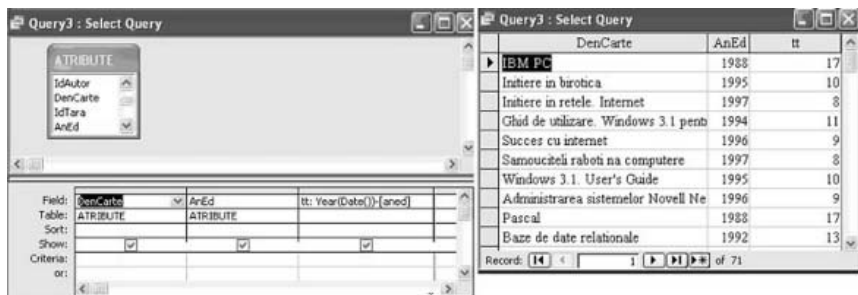 Query3 : Select Query
ATRIBUTE
IdAutor
DenCarte
IdTara
AnEd
Field: DenCarte AnEd tt: Year(Date())-[aned]
Table: ATRIBUTE ATRIBUTE
Sort:
Show:
Criteria:
or:
Query3 : Select Query
DenCarte AnEd tt
IBM PC 1988 17
Initiere in birotica 1995 10
Initiere in retele. Internet 1997 8
Ghid de utilizare. Windows 3.1 pent 1994 11
Succes cu internet 1996 9
Samouciteli raboti na computere 1997 8
Windows 3.1. User's Guide 1995 10
Administrarea sistemelor Novell Ne 1996 9
Pascal 1988 17
Baze de date relationale 1992 13
Record: 1 of 71